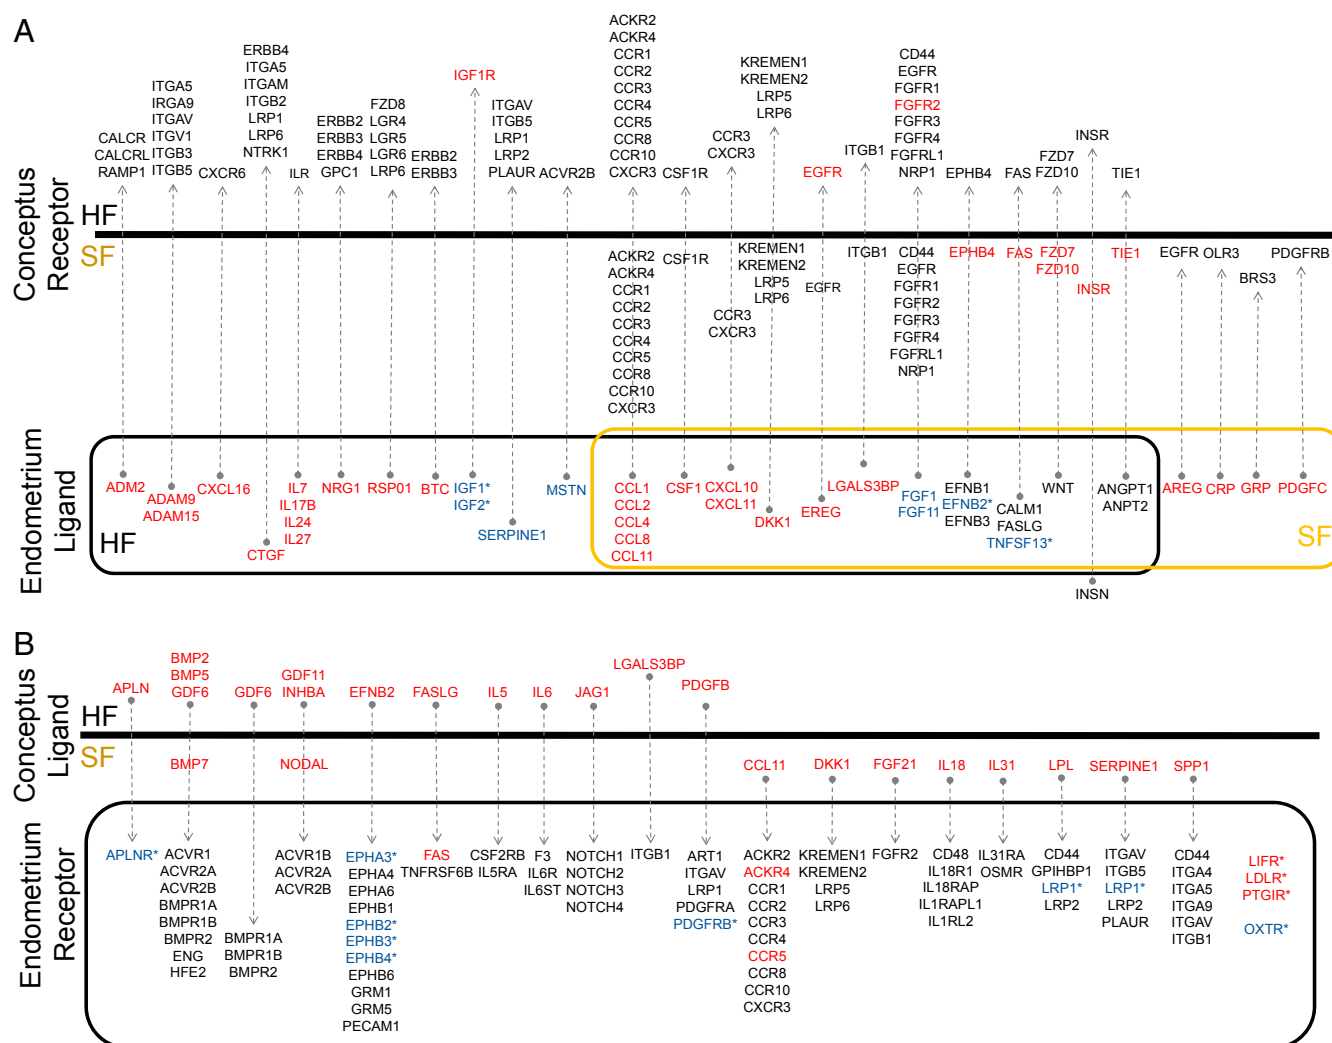 A
Conceptus
Receptor
HF
SF
CALCR
CALCRL
RAMP1
ITGA5
IRGA9
ITGAV
ITGV1
ITGB3
ITGB5
CXCR6
ERBB4
ITGA5
ITGAM
ITGB2
LRP1
LRP6
NTRK1
ILR
ERBB2
ERBB3
ERBB4
GPC1
FZD8
LGR4
LGR5
LGR6
LRP6
ERBB2
ERBB3
IGF1R
ITGAV
ITGB5
LRP1
LRP2
PLAUR
ACVR2B
ACKR2
ACKR4
CCR1
CCR2
CCR3
CCR4
CCR5
CCR8
CCR10
CXCR3
CSF1R
CCR3
CXCR3
KREMEN1
KREMEN2
LRP5
LRP6
EGFR
ITGB1
CD44
EGFR
FGFR1
FGFR2
FGFR3
FGFR4
FGFRL1
NRP1
EPHB4
FAS
FZD7
FZD10
INSR
TIE1
ACKR2
ACKR4
CCR1
CCR2
CCR3
CCR4
CCR5
CCR8
CCR10
CXCR3
CSF1R
CCR3
CXCR3
KREMEN1
KREMEN2
LRP5
LRP6
EGFR
ITGB1
CD44
EGFR
FGFR1
FGFR2
FGFR3
FGFR4
FGFRL1
NRP1
EPHB4
FAS
FZD7
FZD10
INSR
TIE1
EGFR
OLR3
BRS3
PDGFRB
Endometrium
Ligand
HF
SF
ADM2
ADAM9
ADAM15
CXCL16
CTGF
IL7
IL17B
IL24
IL27
NRG1
RSP01
BTC
IGF1*
IGF2*
SERPINE1
MSTN
CCL1
CCL2
CCL4
CCL8
CCL11
CSF1
CXCL10
CXCL11
DKK1
EREG
LGALS3BP
FGF1
FGF11
EFNB1
EFNB2*
EFNB3
CALM1
FASLG
TNFSF13*
WNT
INSN
ANGPT1
ANPT2
AREG
CRP
GRP
PDGFC
B
Conceptus
Ligand
HF
SF
APLN
BMP2
BMP5
GDF6
GDF6
GDF11
INHBA
EFNB2
FASLG
IL5
IL6
JAG1
LGALS3BP
PDGFB
BMP7
NODAL
CCL11
DKK1
FGF21
IL18
IL31
LPL
SERPINE1
SPP1
Endometrium
Receptor
APLNR*
ACVR1
ACVR2A
ACVR2B
BMPR1A
BMPR1B
BMPR2
ENG
HFE2
BMPR1A
BMPR1B
BMPR2
ACVR1B
ACVR2A
ACVR2B
EPHA3*
EPHA4
EPHA6
EPHB1
EPHB2*
EPHB3*
EPHB4*
EPHB6
GRM1
GRM5
PECAM1
FAS
TNFRSF6B
CSF2RB
IL5RA
F3
IL6R
IL6ST
NOTCH1
NOTCH2
NOTCH3
NOTCH4
ITGB1
ART1
ITGAV
LRP1
PDGFRA
PDGFRB*
ACKR2
ACKR4
CCR1
CCR2
CCR3
CCR4
CCR5
CCR8
CCR10
CXCR3
KREMEN1
KREMEN2
LRP5
LRP6
FGFR2
CD48
IL18R1
IL18RAP
IL1RAPL1
IL1RL2
IL31RA
OSMR
CD44
GPIHBP1
LRP1*
LRP2
ITGAV
ITGB5
LRP1*
LRP2
PLAUR
CD44
ITGA4
ITGA5
ITGA9
ITGAV
ITGB1
LIFR*
LDLR*
PTGIR*
OXTR*